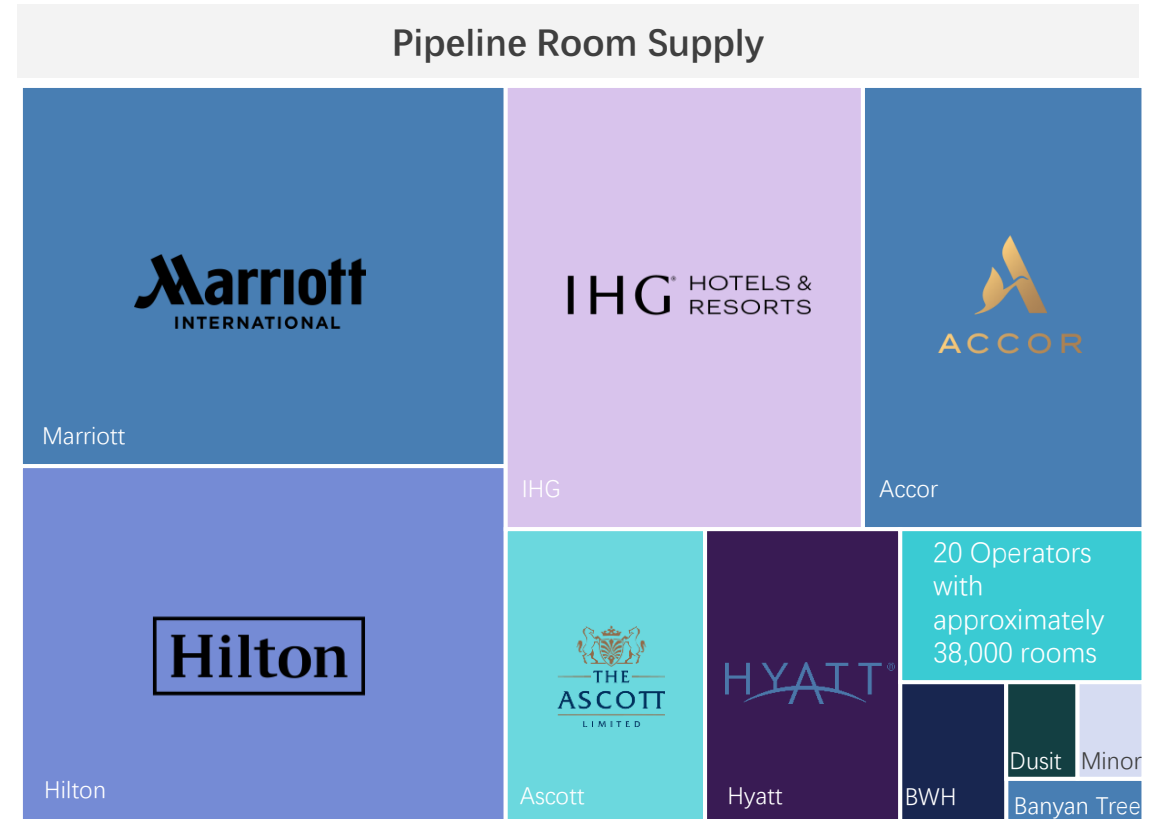 Pipeline Room Supply
Marriott
INTERNATIONAL
Marriott
IHG® HOTELS &
RESORTS
IHG
ACCOR
Accor
Hilton
Hilton
THE
ASCOTT
LIMITED
Ascott
HYATT®
Hyatt
20 Operators
with
approximately
38,000 rooms
BWH
Dusit
Minor
Banyan Tree